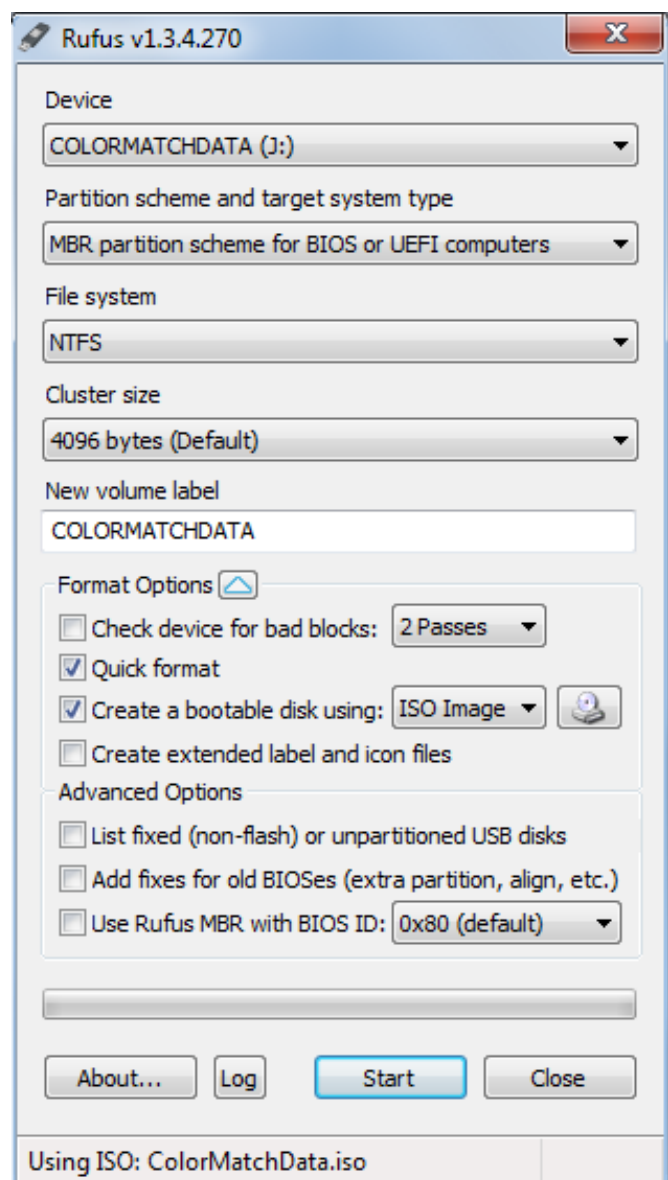 Rufus v1.3.4.270
Device
COLORMATCHDATA (J:)
Partition scheme and target system type
MBR partition scheme for BIOS or UEFI computers
File system
NTFS
Cluster size
4096 bytes (Default)
New volume label
COLORMATCHDATA
Format Options
Check device for bad blocks: 2 Passes
Quick format
Create a bootable disk using: ISO Image
Create extended label and icon files
Advanced Options
List fixed (non-flash) or unpartitioned USB disks
Add fixes for old BIOSes (extra partition, align, etc.)
Use Rufus MBR with BIOS ID: 0x80 (default)
About... Log Start Close
Using ISO: ColorMatchData.iso